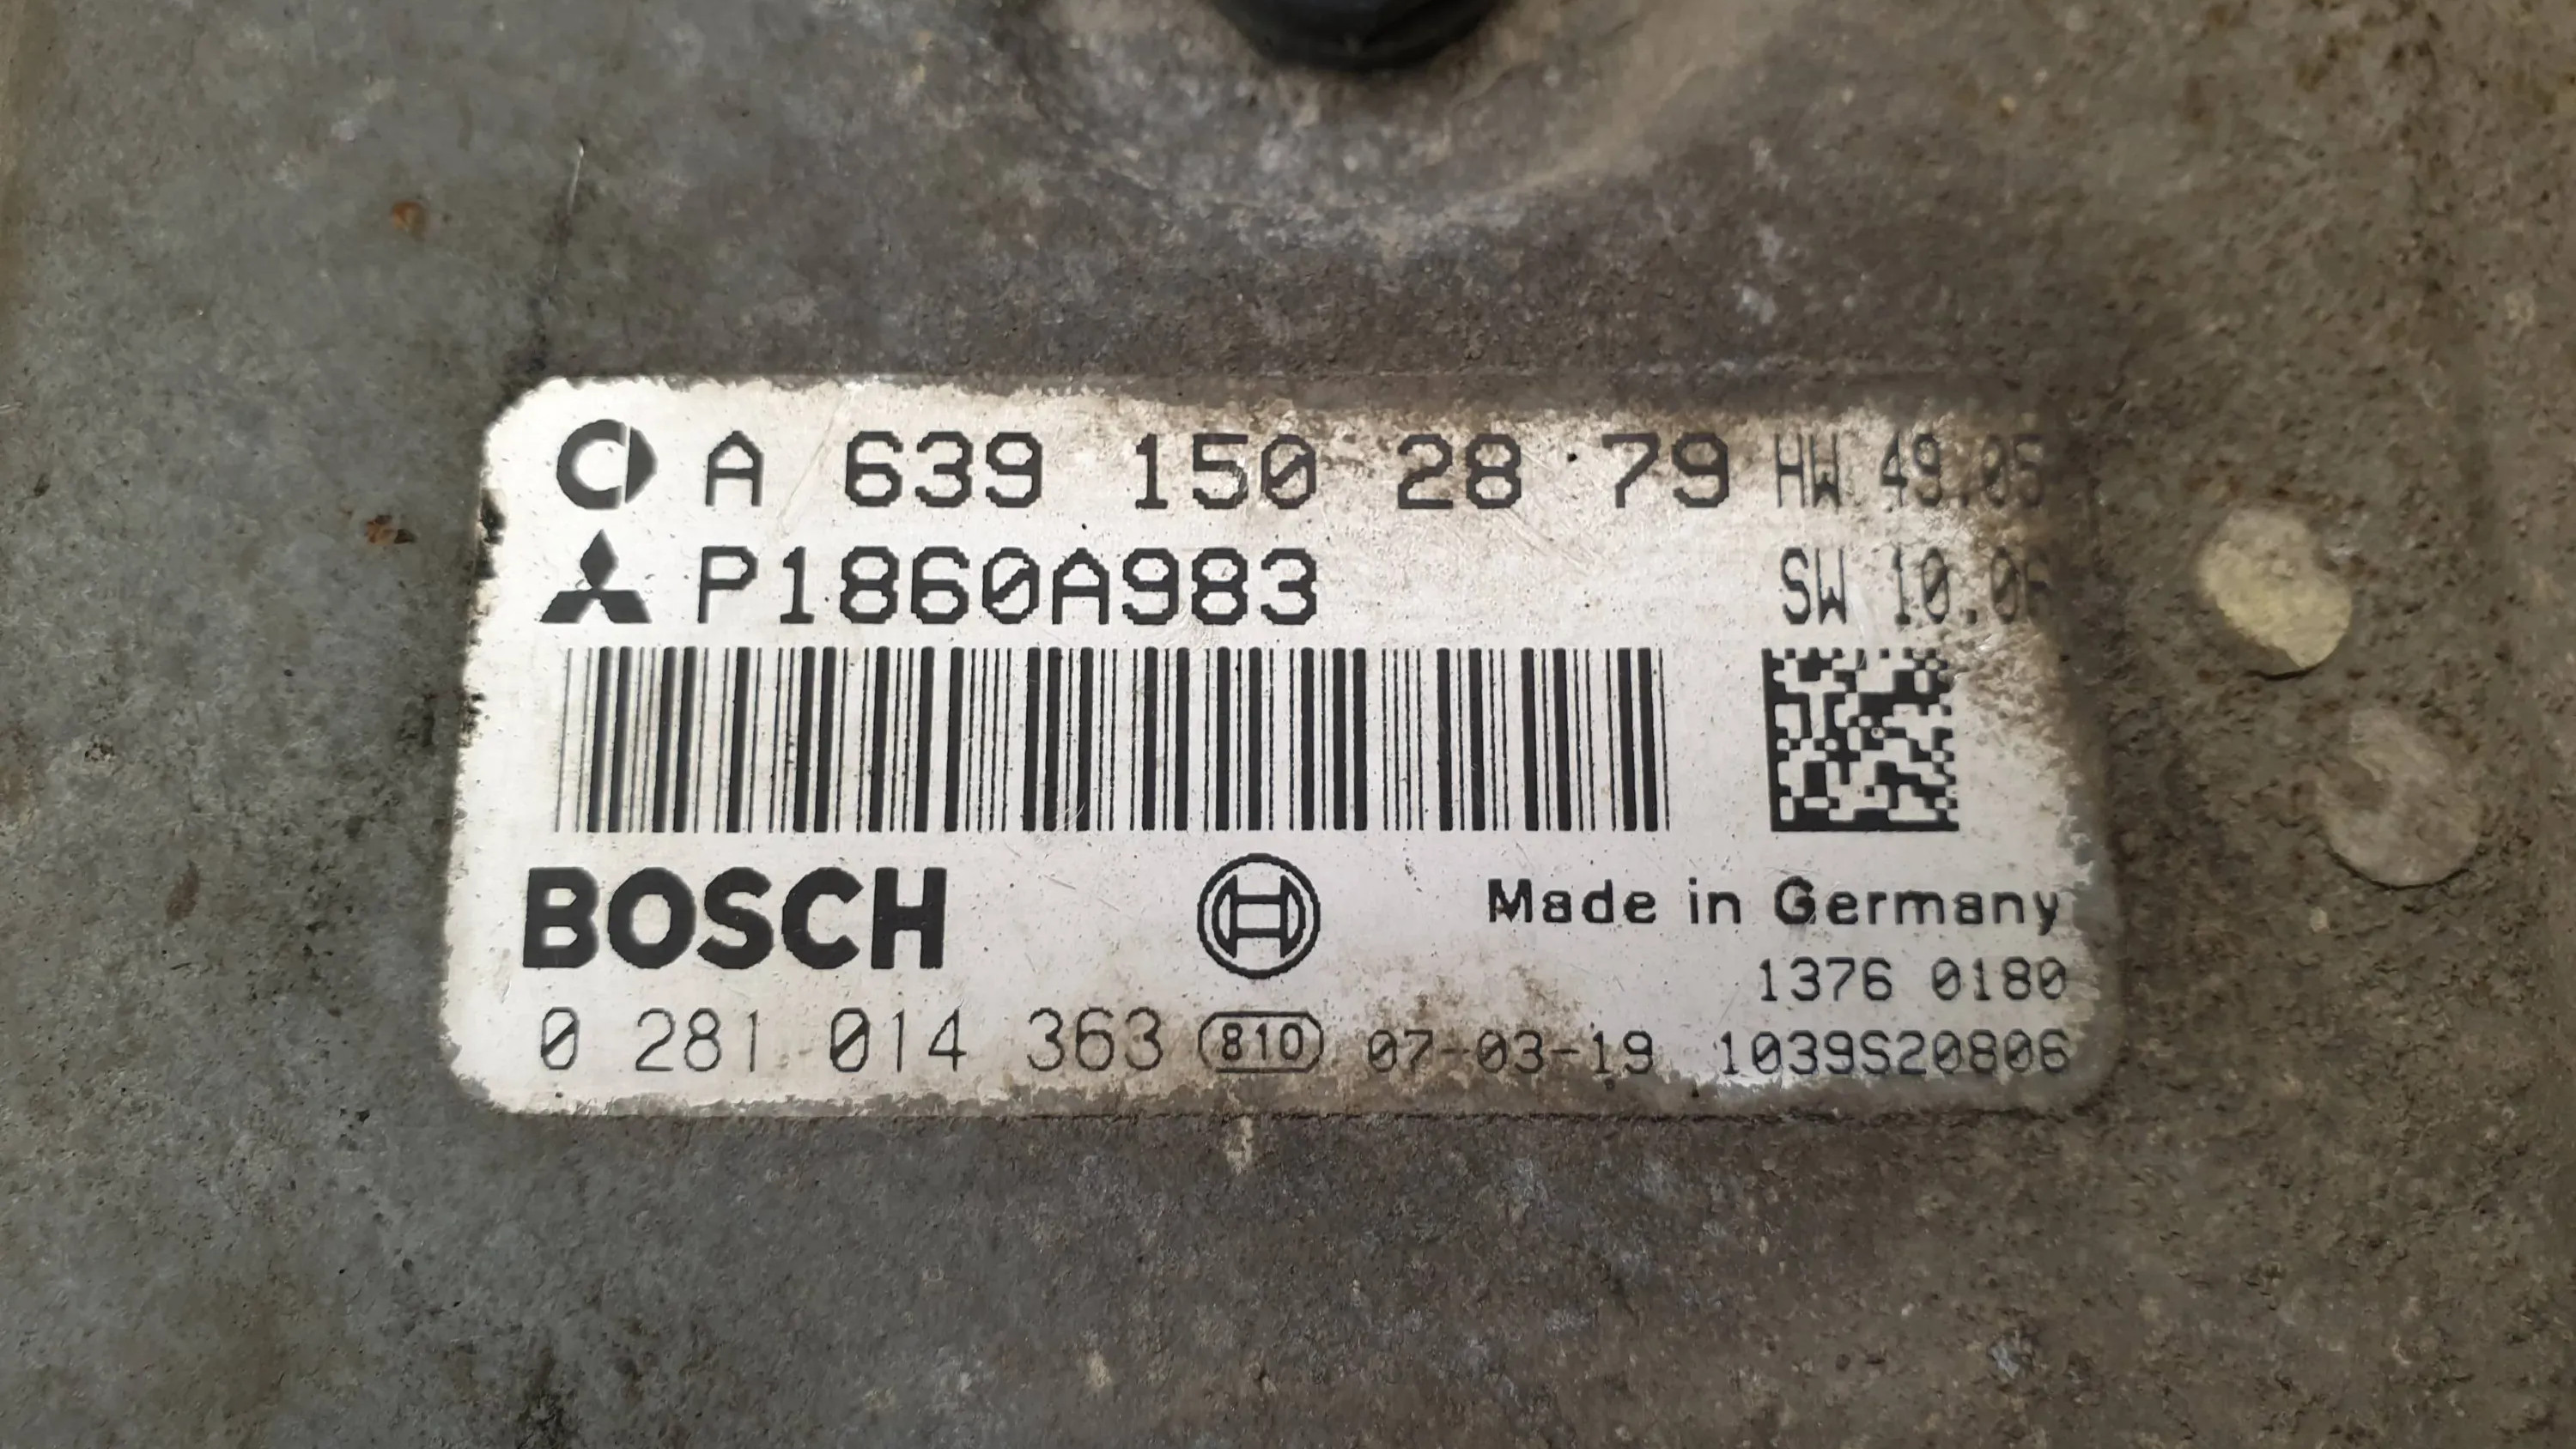 A 639 150 28 79 HW 49.05
P1860A983 SW 10.06
BOSCH Made in Germany
1376 0180
0 281 014 363 810 07-03-19 1039S20806